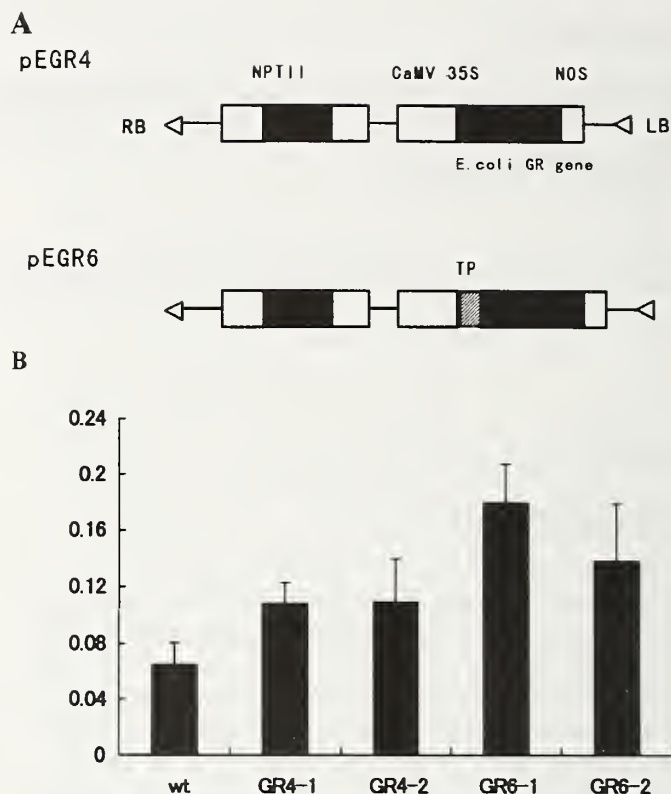 A
pEGR4
NPTII CaMV 35S NOS
RB LB
E.coli GR gene
pEGR6
TP
B
0.24
0.2
0.16
0.12
0.08
0.04
0
wt GR4-1 GR4-2 GR6-1 GR6-2